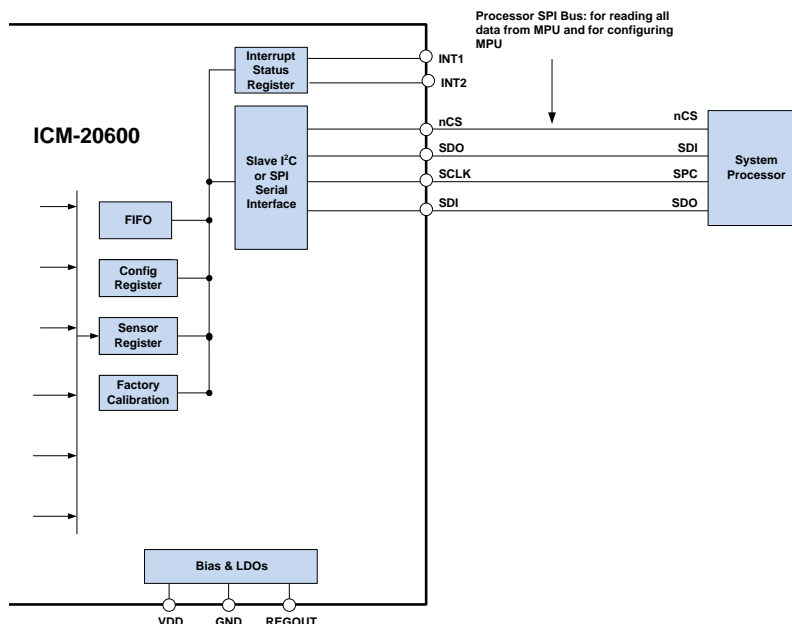 Processor SPI Bus: for reading all
data from MPU and for configuring
MPU
Interrupt
Status
Register
INT1
INT2
ICM-20600
nCS
nCS
Slave I²C
or SPI
Serial
Interface
SDO
SDI
SCLK
SPC
SDI
SDO
System
Processor
FIFO
Config
Register
Sensor
Register
Factory
Calibration
Bias & LDOs
VDD
GND
REGOUT